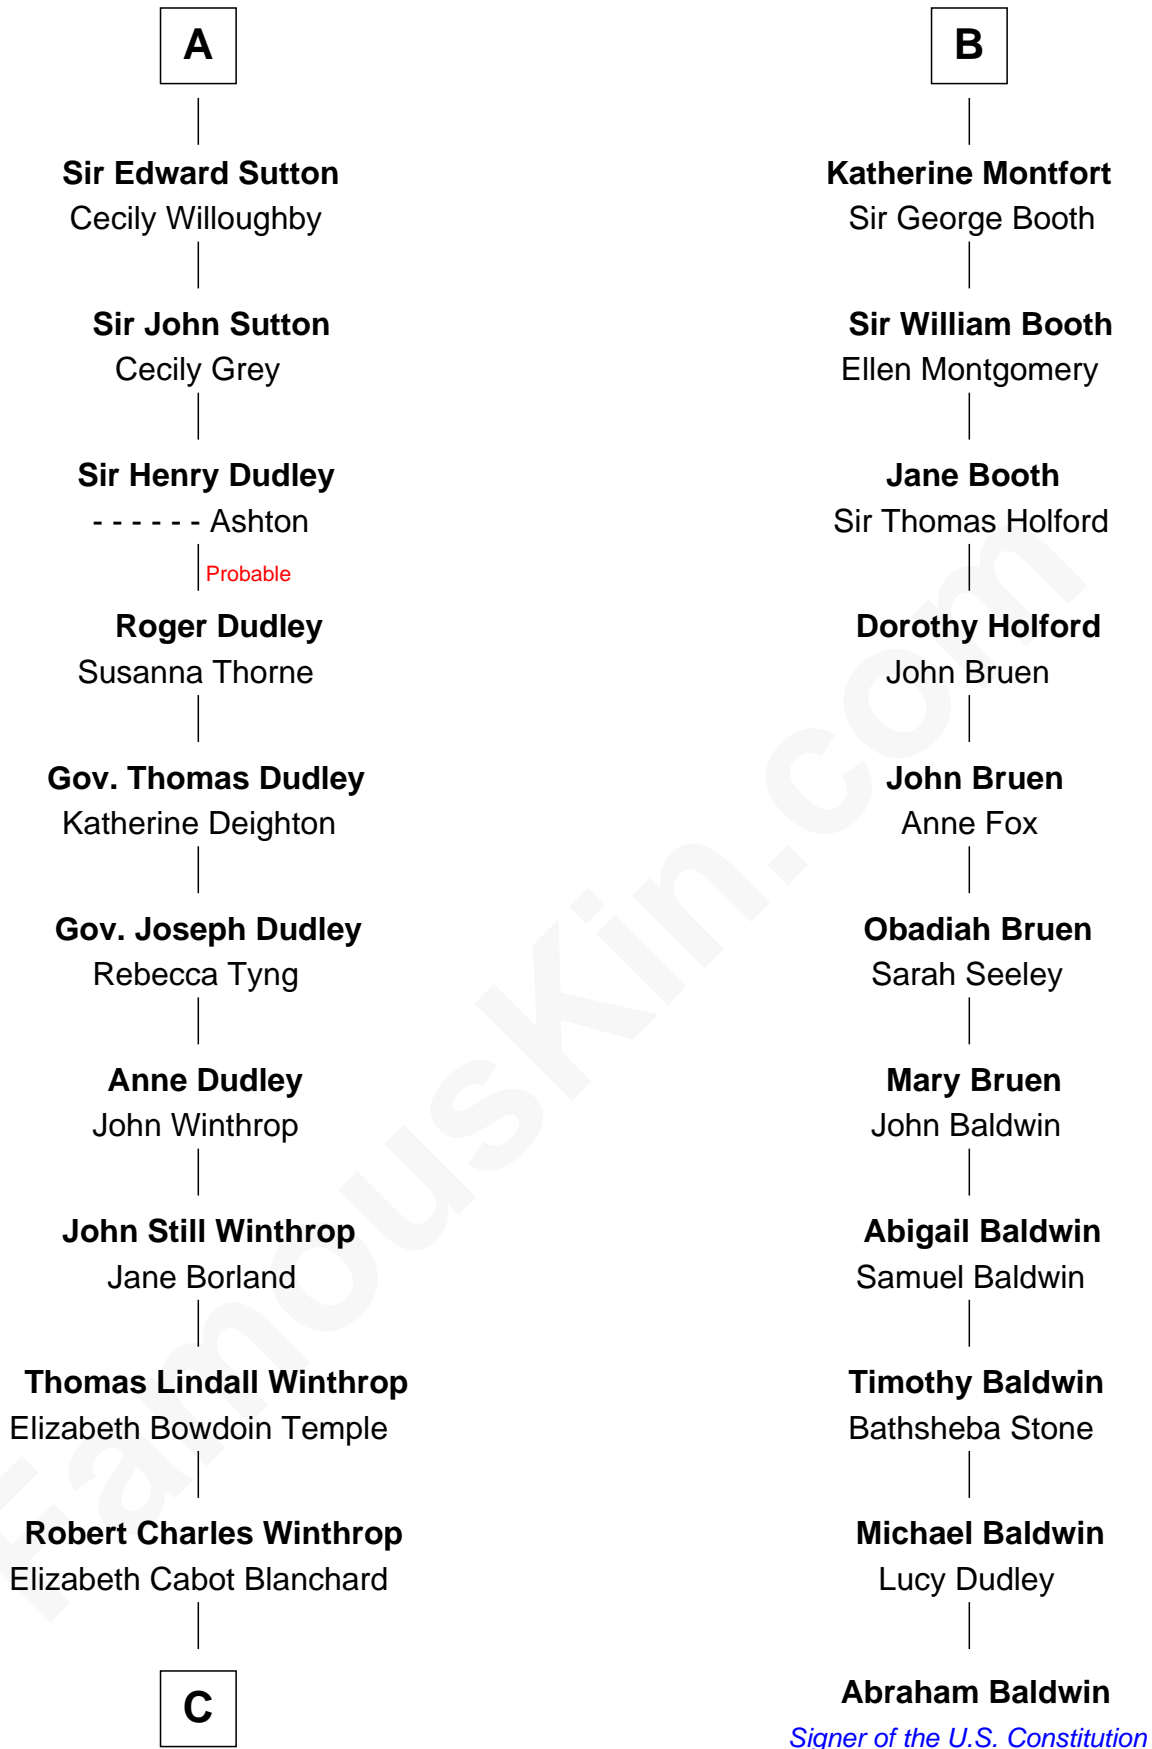 A
Sir Edward Sutton
Cecily Willoughby
Sir John Sutton
Cecily Grey
Sir Henry Dudley
- - - - - - Ashton
Probable
Roger Dudley
Susanna Thorne
Gov. Thomas Dudley
Katherine Deighton
Gov. Joseph Dudley
Rebecca Tyng
Anne Dudley
John Winthrop
John Still Winthrop
Jane Borland
Thomas Lindall Winthrop
Elizabeth Bowdoin Temple
Robert Charles Winthrop
Elizabeth Cabot Blanchard
C
B
Katherine Montfort
Sir George Booth
Sir William Booth
Ellen Montgomery
Jane Booth
Sir Thomas Holford
Dorothy Holford
John Bruen
John Bruen
Anne Fox
Obadiah Bruen
Sarah Seeley
Mary Bruen
John Baldwin
Abigail Baldwin
Samuel Baldwin
Timothy Baldwin
Bathsheba Stone
Michael Baldwin
Lucy Dudley
Abraham Baldwin
Signer of the U.S. Constitution
FamousKin.com